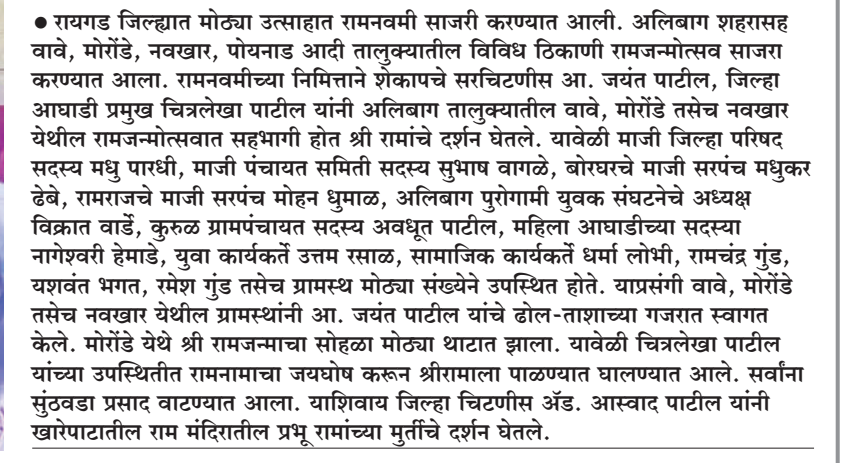 ● रायगड जिल्ह्यात मोठ्या उत्साहात रामनवमी साजरी करण्यात आली. अलिबाग शहरासह
वावे, मोरोंडे, नवखार, पोयनाड आदी तालुक्यातील विविध ठिकाणी रामजन्मोत्सव साजरा
करण्यात आला. रामनवमीच्या निमित्ताने शेकापचे सरचिटणीस आ. जयंत पाटील, जिल्हा
आघाडी प्रमुख चित्रलेखा पाटील यांनी अलिबाग तालुक्यातील वावे, मोरोंडे तसेच नवखार
येथील रामजन्मोत्सवात सहभागी होत श्री रामांचे दर्शन घेतले. यावेळी माजी जिल्हा परिषद
सदस्य मधु पारधी, माजी पंचायत समिती सदस्य सुभाष वागळे, बोरघरचे माजी सरपंच मधुकर
ढेबे, रामराजचे माजी सरपंच मोहन धुमाळ, अलिबाग पुरोगामी युवक संघटनेचे अध्यक्ष
विक्रात वार्डे, कुरुळ ग्रामपंचायत सदस्य अवधूत पाटील, महिला आघाडीच्या सदस्या
नागेश्वरी हेमाडे, युवा कार्यकर्ते उत्तम रसाळ, सामाजिक कार्यकर्ते धर्मा लोभी, रामचंद्र गुंड,
यशवंत भगत, रमेश गुंड तसेच ग्रामस्थ मोठ्या संख्येने उपस्थित होते. याप्रसंगी वावे, मोरोंडे
तसेच नवखार येथील ग्रामस्थांनी आ. जयंत पाटील यांचे ढोल-ताशाच्या गजरात स्वागत
केले. मोरोंडे येथे श्री रामजन्माचा सोहळा मोठ्या थाटात झाला. यावेळी चित्रलेखा पाटील
यांच्या उपस्थितीत रामनामाचा जयघोष करून श्रीरामाला पाळण्यात घालण्यात आले. सर्वांना
सुंठवडा प्रसाद वाटण्यात आला. याशिवाय जिल्हा चिटणीस ॲड. आस्वाद पाटील यांनी
खारेपाटातील राम मंदिरातील प्रभू रामांच्या मुर्तीचे दर्शन घेतले.